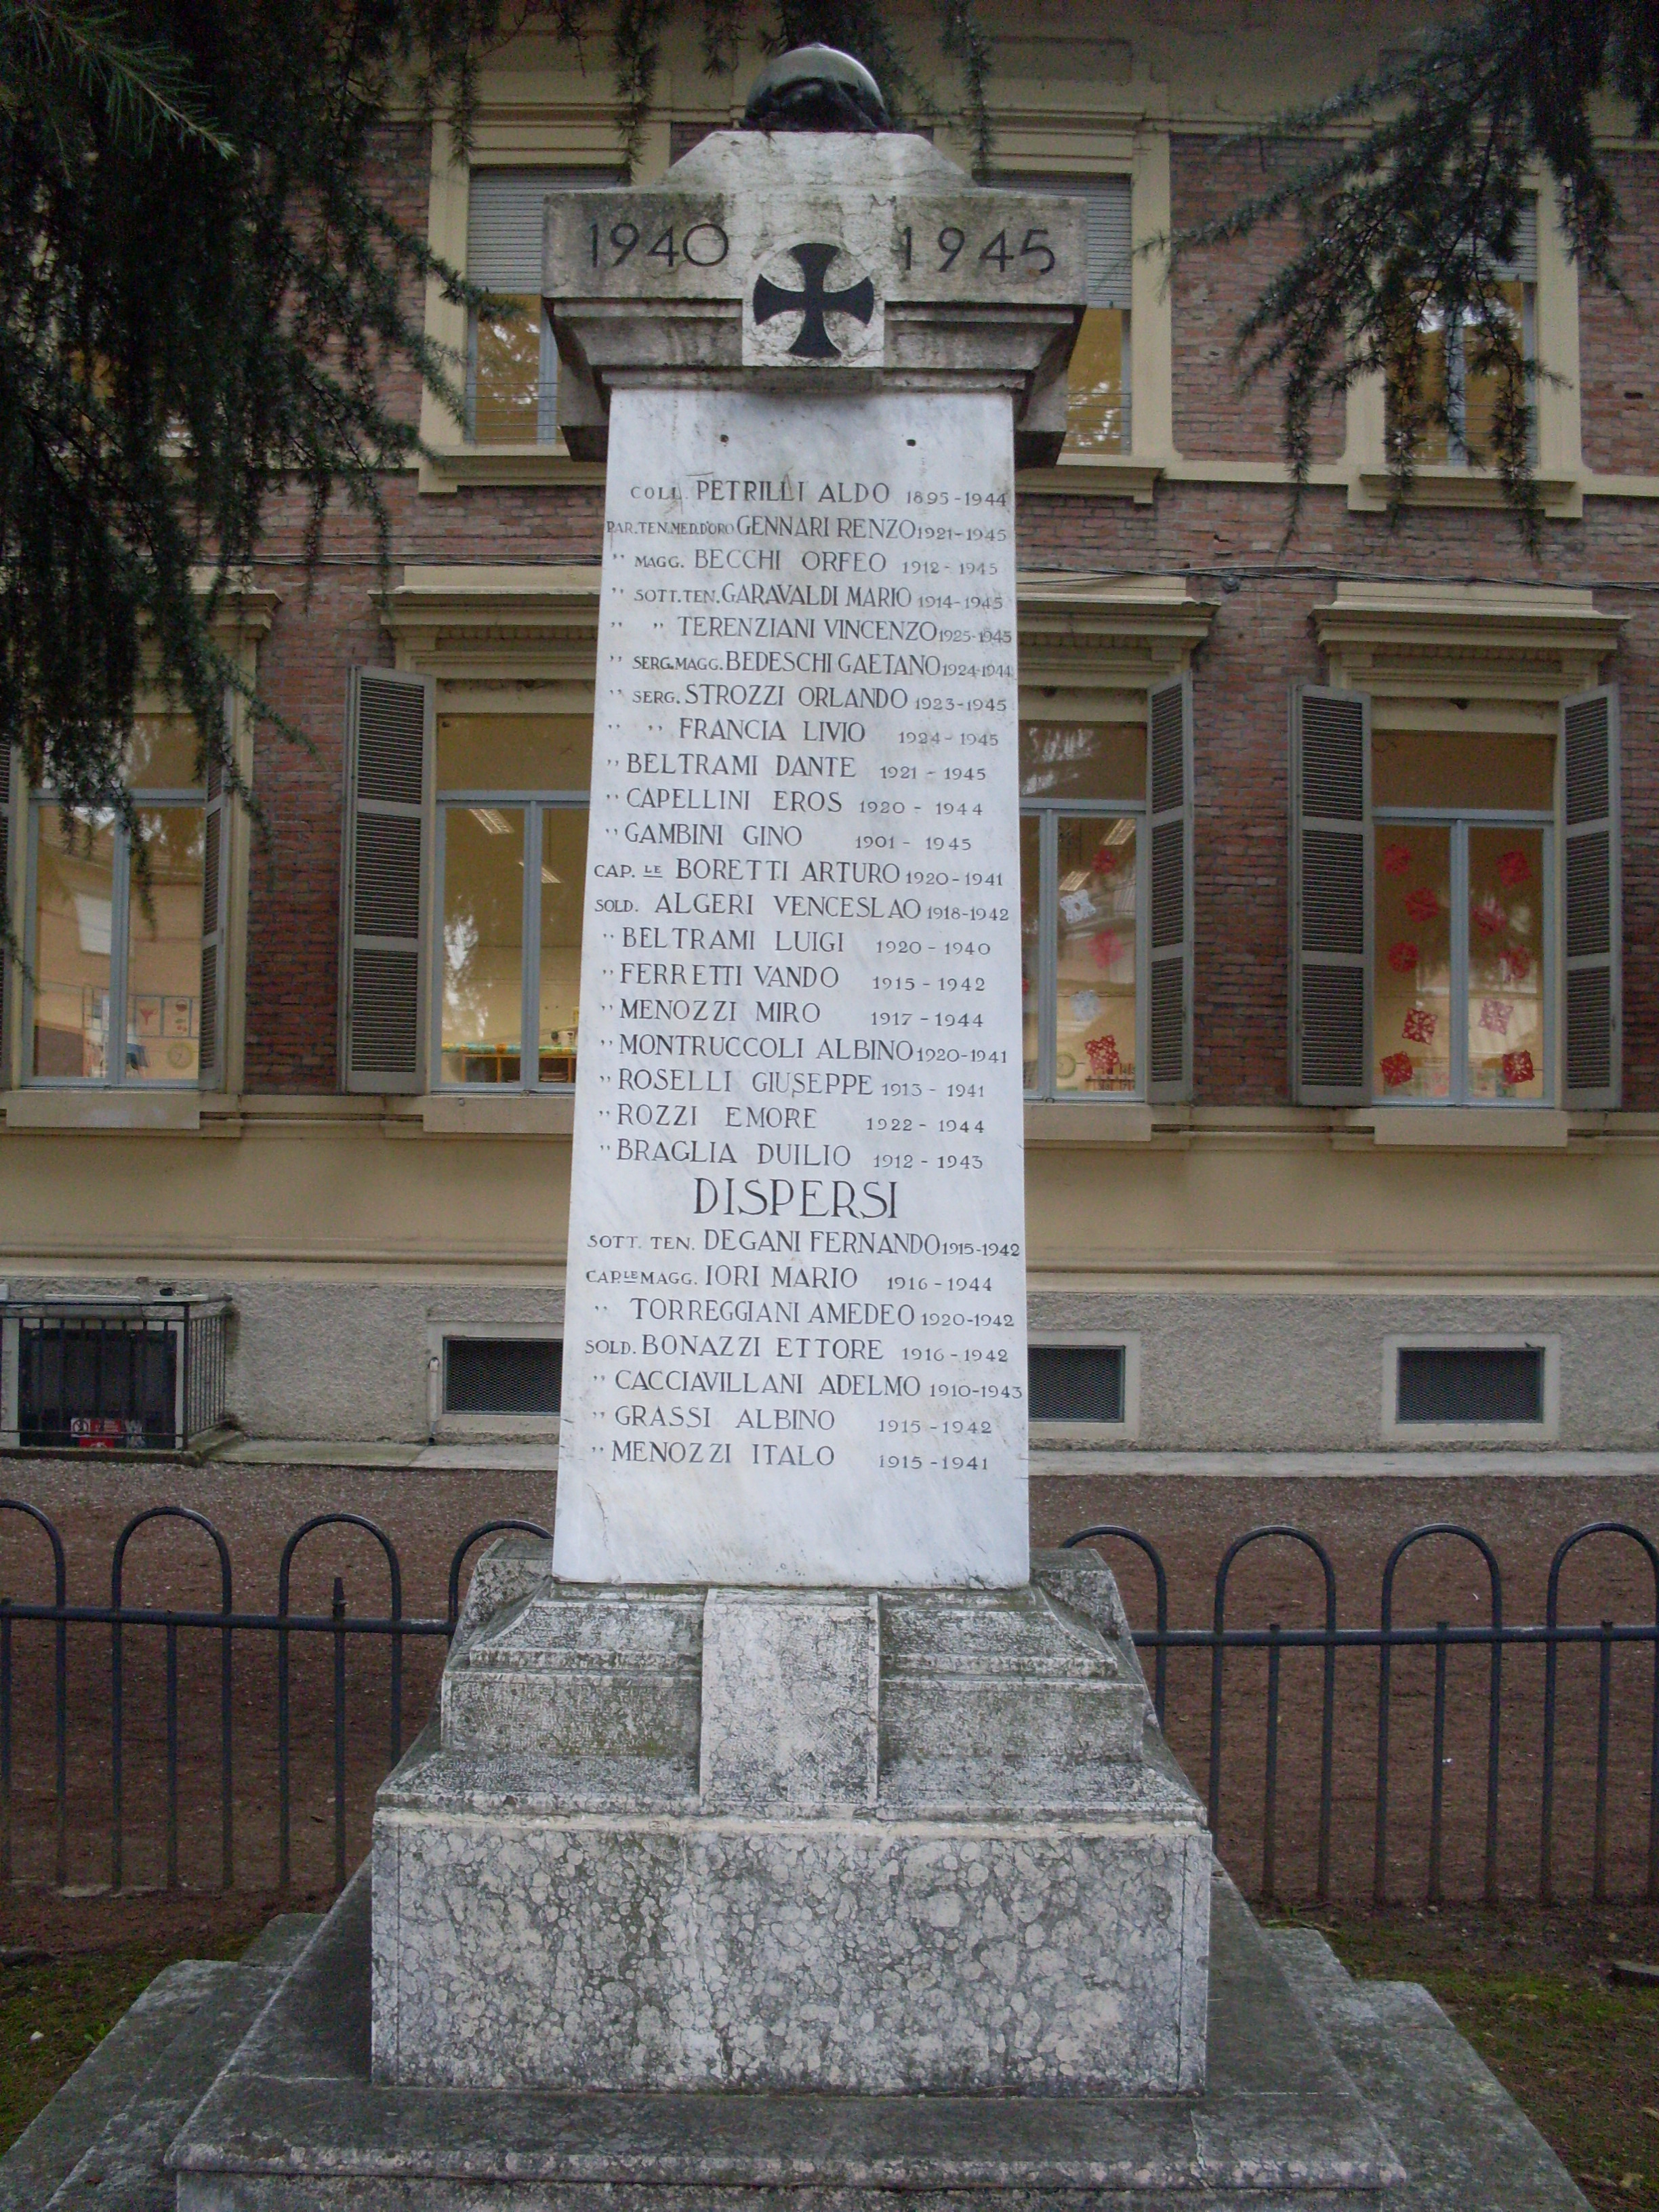 1940 1945
COLL. PETRILLI ALDO 1895-1944
PAR.TEN.MED.D'ORO GENNARI RENZO 1921-1945
" MAGG. BECCHI ORFEO 1912-1945
" SOTT.TEN. GARAVALDI MARIO 1914-1945
" " TERENZIANI VINCENZO 1925-1945
" SERG.MAGG. BEDESCHI GAETANO 1924-1944
" SERG. STROZZI ORLANDO 1923-1945
" " FRANCIA LIVIO 1924-1945
" BELTRAMI DANTE 1921-1945
" CAPELLINI EROS 1920-1944
" GAMBINI GINO 1901-1945
CAP.LE BORETTI ARTURO 1920-1941
SOLD. ALGERI VENCESLAO 1918-1942
" BELTRAMI LUIGI 1920-1940
" FERRETTI VANDO 1915-1942
" MENOZZI MIRO 1917-1944
" MONTRUCCOLI ALBINO 1920-1941
" ROSELLI GIUSEPPE 1913-1941
" ROZZI EMORE 1922-1944
" BRAGLIA DUILIO 1912-1943
DISPERSI
SOTT. TEN. DEGANI FERNANDO 1915-1942
CAP.LE MAGG. IORI MARIO 1916-1944
" TORREGGIANI AMEDEO 1920-1942
SOLD. BONAZZI ETTORE 1916-1942
" CACCIAVILLANI ADELMO 1910-1943
" GRASSI ALBINO 1915-1942
" MENOZZI ITALO 1915-1941